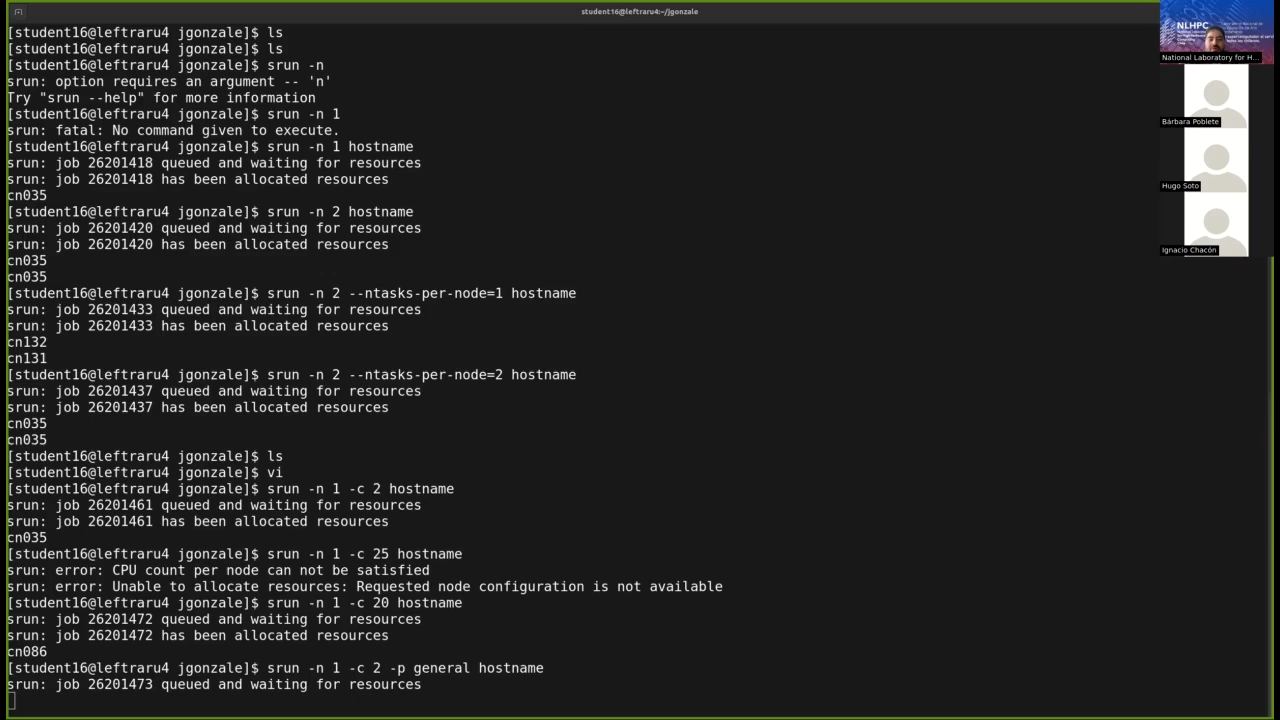 student16@leftraru4:~/jgonzale
[student16@leftraru4 jgonzale]$ ls
[student16@leftraru4 jgonzale]$ ls
[student16@leftraru4 jgonzale]$ srun -n
srun: option requires an argument -- 'n'
Try "srun --help" for more information
[student16@leftraru4 jgonzale]$ srun -n 1
srun: fatal: No command given to execute.
[student16@leftraru4 jgonzale]$ srun -n 1 hostname
srun: job 26201418 queued and waiting for resources
srun: job 26201418 has been allocated resources
cn035
[student16@leftraru4 jgonzale]$ srun -n 2 hostname
srun: job 26201420 queued and waiting for resources
srun: job 26201420 has been allocated resources
cn035
cn035
[student16@leftraru4 jgonzale]$ srun -n 2 --ntasks-per-node=1 hostname
srun: job 26201433 queued and waiting for resources
srun: job 26201433 has been allocated resources
cn132
cn131
[student16@leftraru4 jgonzale]$ srun -n 2 --ntasks-per-node=2 hostname
srun: job 26201437 queued and waiting for resources
srun: job 26201437 has been allocated resources
cn035
cn035
[student16@leftraru4 jgonzale]$ ls
[student16@leftraru4 jgonzale]$ vi
[student16@leftraru4 jgonzale]$ srun -n 1 -c 2 hostname
srun: job 26201461 queued and waiting for resources
srun: job 26201461 has been allocated resources
cn035
[student16@leftraru4 jgonzale]$ srun -n 1 -c 25 hostname
srun: error: CPU count per node can not be satisfied
srun: error: Unable to allocate resources: Requested node configuration is not available
[student16@leftraru4 jgonzale]$ srun -n 1 -c 20 hostname
srun: job 26201472 queued and waiting for resources
srun: job 26201472 has been allocated resources
cn086
[student16@leftraru4 jgonzale]$ srun -n 1 -c 2 -p general hostname
srun: job 26201473 queued and waiting for resources
NLHPC
National Laboratory for H...
Bárbara Poblete
Hugo Soto
Ignacio Chacón